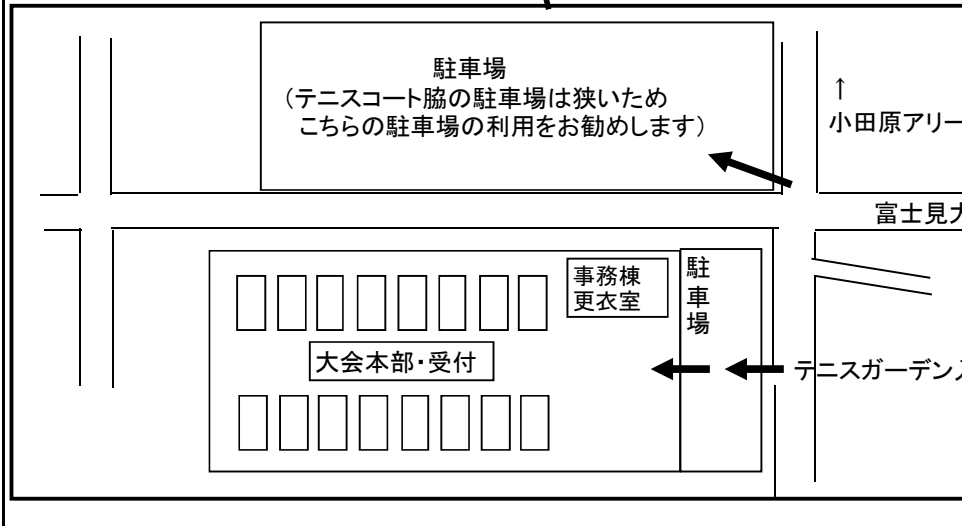 駐車場
（テニスコート脇の駐車場は狭いため
こちらの駐車場の利用をお勧めします）
↑
小田原アリー
富士見
事務棟
更衣室
駐車場
大会本部・受付
テニスガーデン